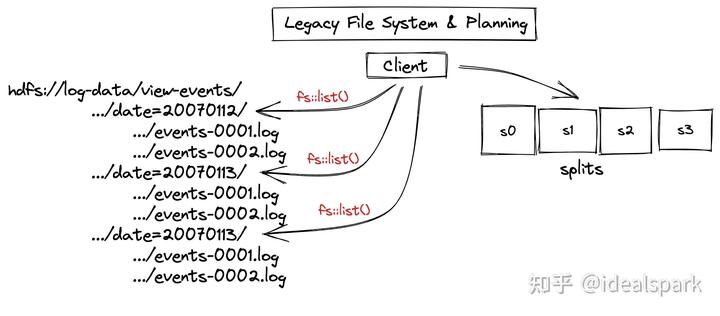 Legacy File System & Planning
Client
hdfs://log-data/view-events/
.../date=20070112/
.../events-0001.log
.../events-0002.log
.../date=20070113/
.../events-0001.log
.../events-0002.log
.../date=20070113/
.../events-0001.log
.../events-0002.log
fs::list()
fs::list()
fs::list()
s0 s1 s2 s3
splits
知乎 @idealspark